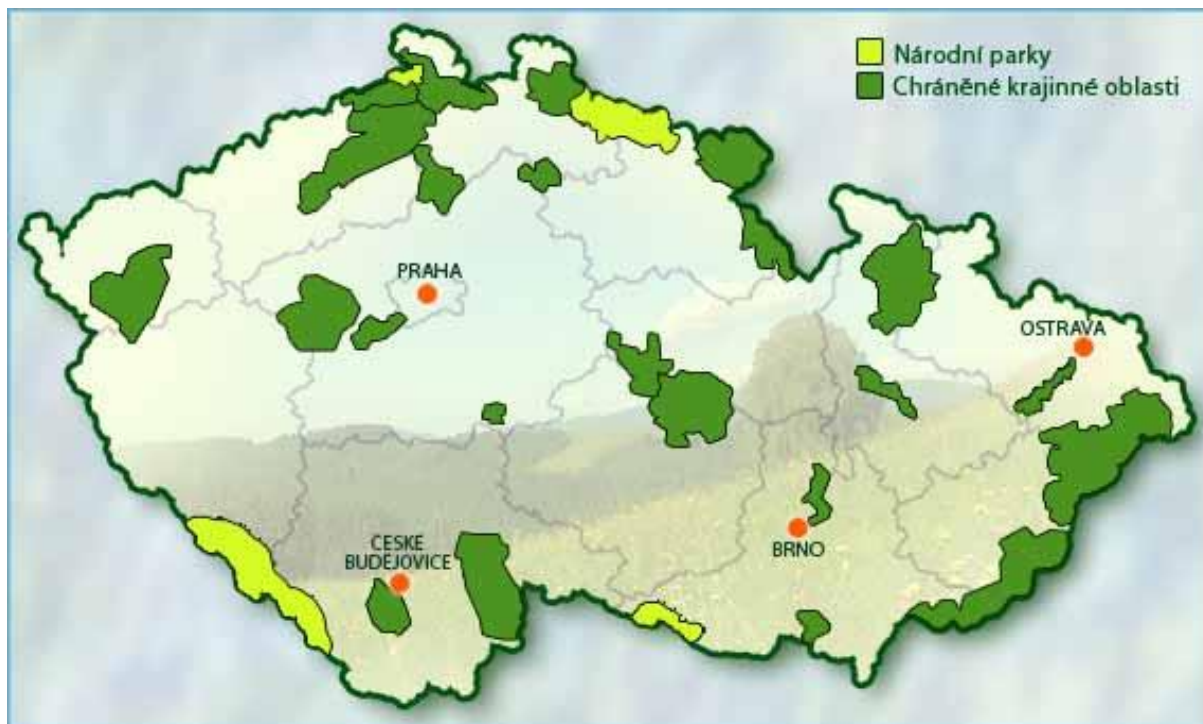 Národní parky
Chráněné krajinné oblasti
PRAHA
OSTRAVA
CESKE
BUDEJOVICE
BRNO